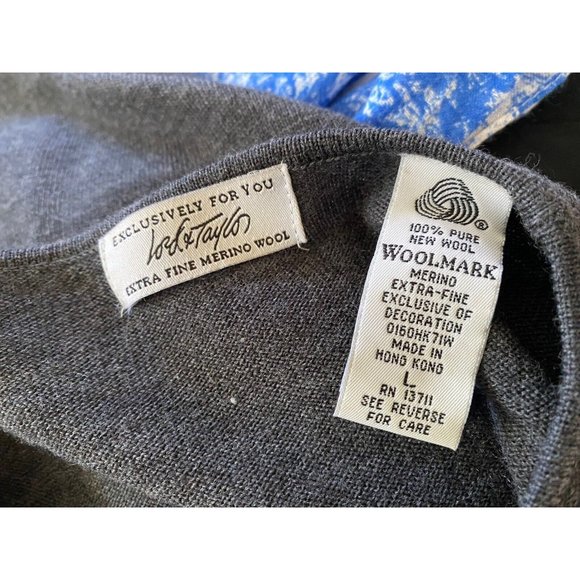 EXCLUSIVELY FOR YOU
Lord & Taylor
EXTRA FINE MERINO WOOL
®
100% PURE
NEW WOOL
WOOLMARK
MERINO
EXTRA-FINE
EXCLUSIVE OF
DECORATION
0160HK71W
MADE IN
HONG KONG
L
RN 13711
SEE REVERSE
FOR CARE